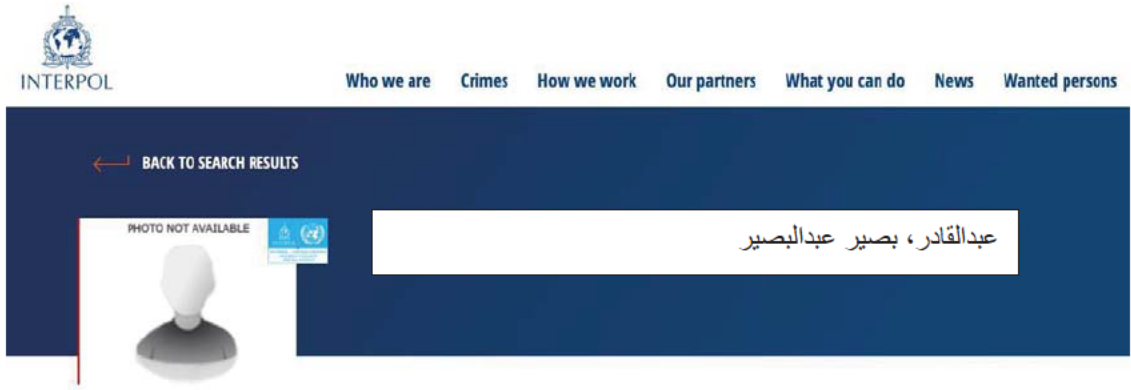 INTERPOL
Who we are Crimes How we work Our partners What you can do News Wanted persons
BACK TO SEARCH RESULTS
PHOTO NOT AVAILABLE
عبدالقادر، بصير عبدالبصير